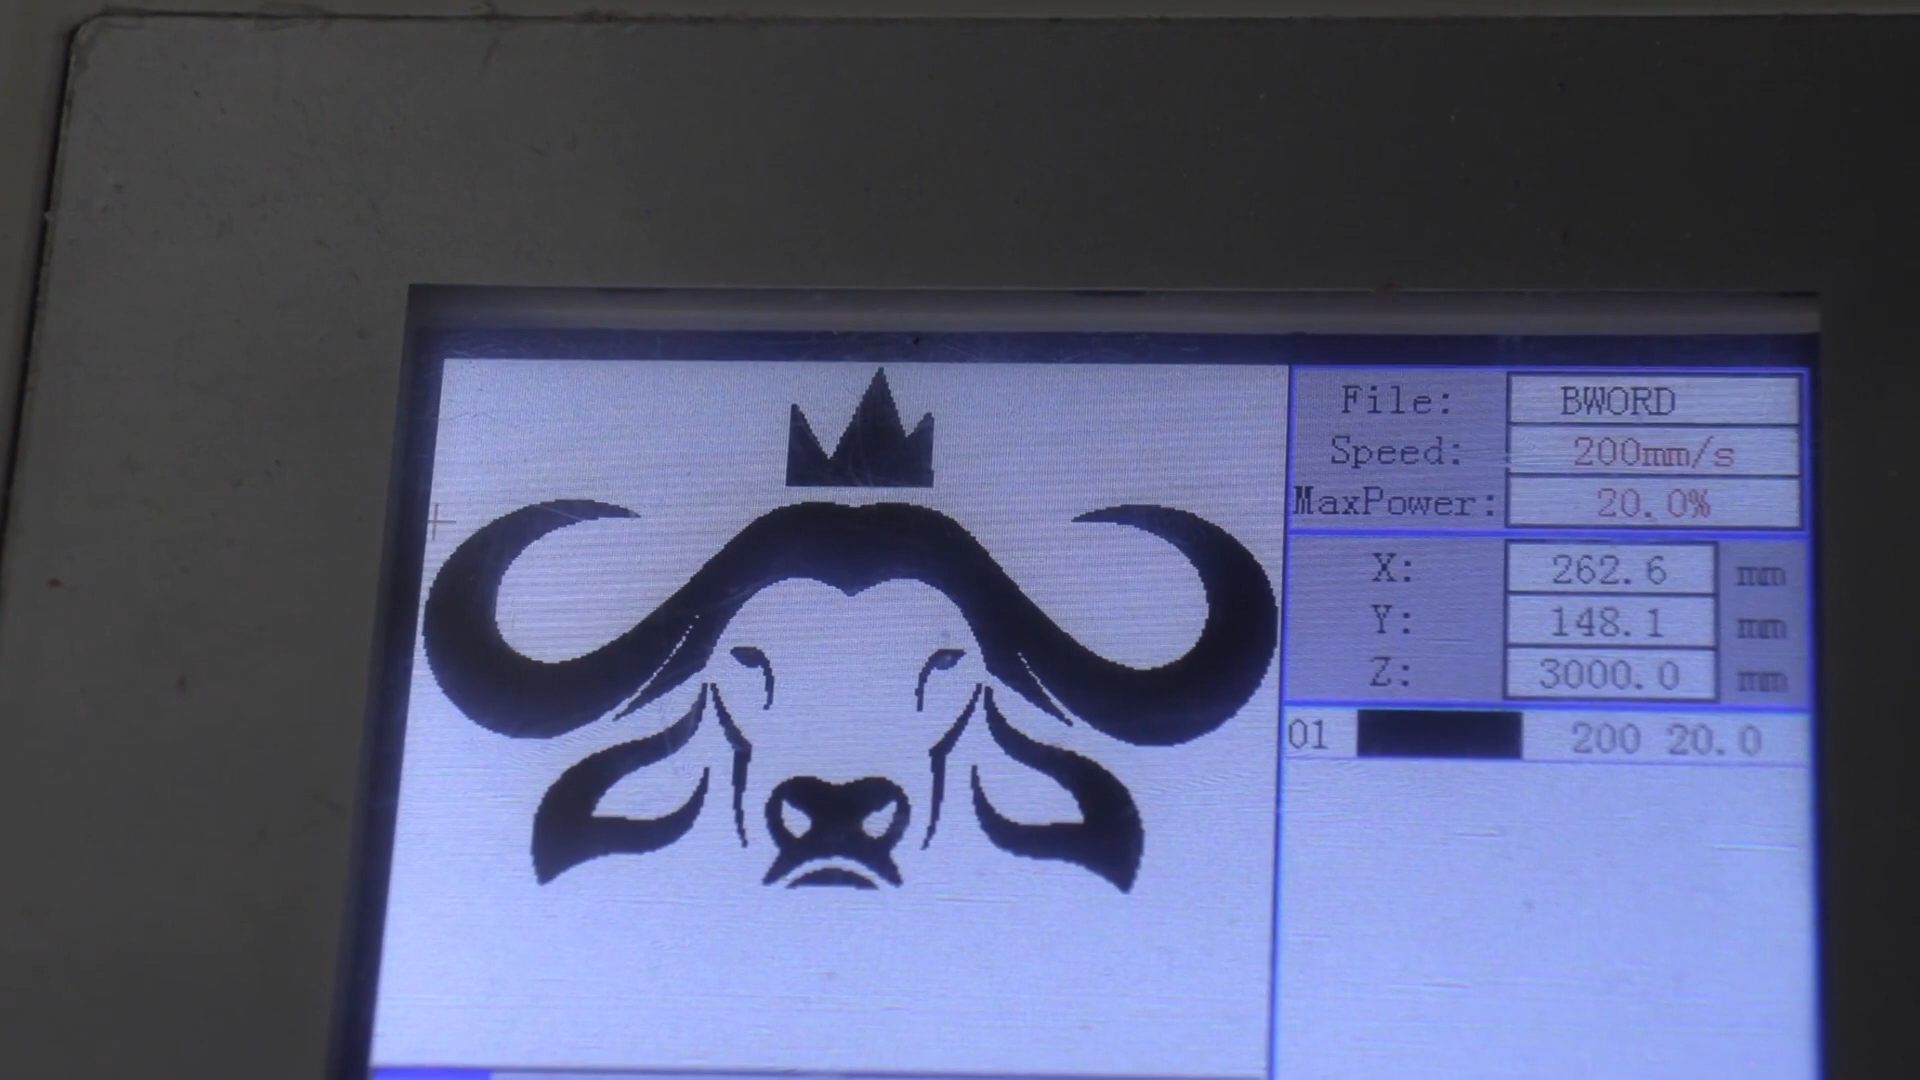 File: BWORD
Speed: 200mm/s
MaxPower: 20.0%
X: 262.6 mm
Y: 148.1 mm
Z: 3000.0 mm
01 200 20.0